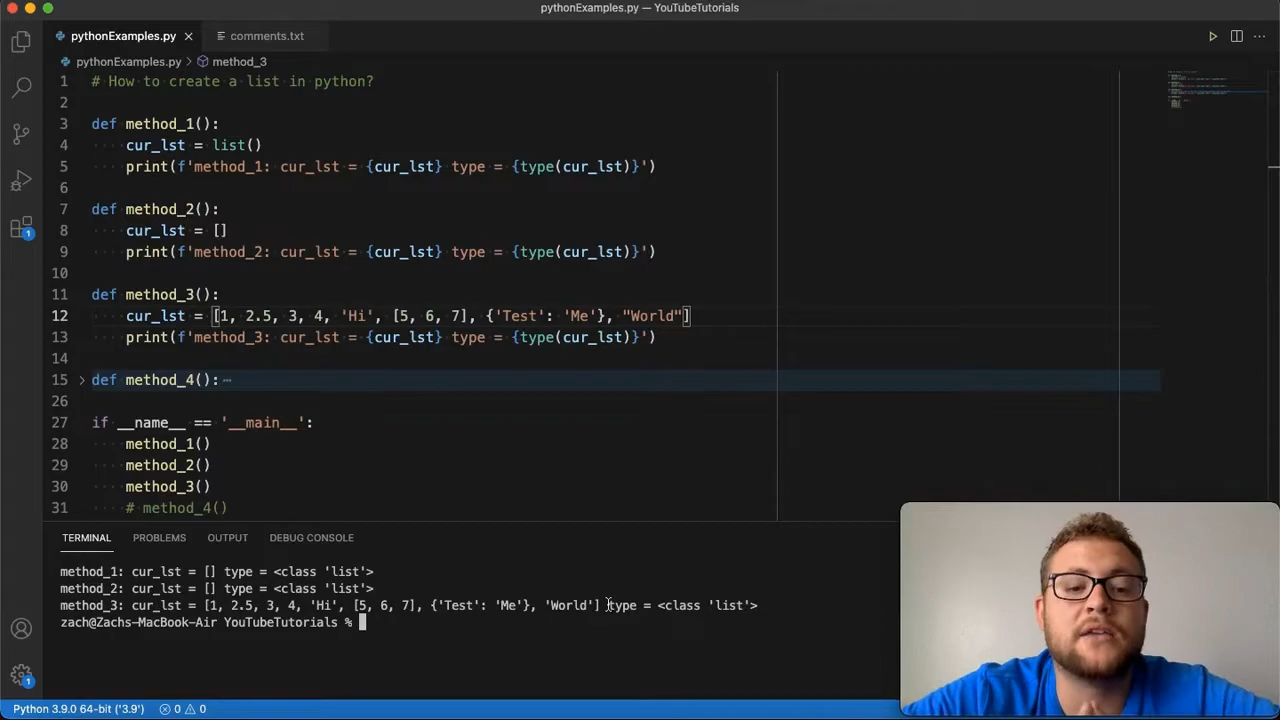 pythonExamples.py — YouTubeTutorials
pythonExamples.py
comments.txt
pythonExamples.py > method_3
1 # How to create a list in python?
2
3 def method_1():
4 cur_lst = list()
5 print(f'method_1: cur_lst = {cur_lst} type = {type(cur_lst)}')
6
7 def method_2():
8 cur_lst = []
9 print(f'method_2: cur_lst = {cur_lst} type = {type(cur_lst)}')
10
11 def method_3():
12 cur_lst = [1, 2.5, 3, 4, 'Hi', [5, 6, 7], {'Test': 'Me'}, "World"]
13 print(f'method_3: cur_lst = {cur_lst} type = {type(cur_lst)}')
14
15 > def method_4(): ⋯
26
27 if __name__ == '__main__':
28 method_1()
29 method_2()
30 method_3()
31 # method_4()
1
TERMINAL PROBLEMS OUTPUT DEBUG CONSOLE
method_1: cur_lst = [] type = <class 'list'>
method_2: cur_lst = [] type = <class 'list'>
method_3: cur_lst = [1, 2.5, 3, 4, 'Hi', [5, 6, 7], {'Test': 'Me'}, 'World'] type = <class 'list'>
zach@Zachs-MacBook-Air YouTubeTutorials %
1
Python 3.9.0 64-bit ('3.9') 0 0